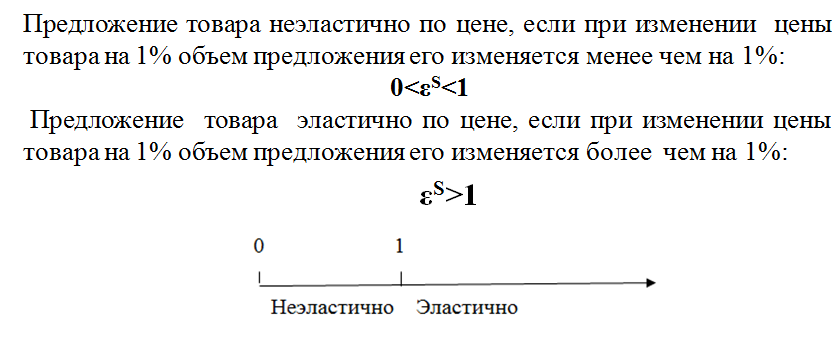 Предложение товара неэластично по цене, если при изменении цены
товара на 1% объем предложения его изменяется менее чем на 1%:
0<εˢ<1
Предложение товара эластично по цене, если при изменении цены
товара на 1% объем предложения его изменяется более чем на 1%:
εˢ>1
0 1
Неэластично Эластично